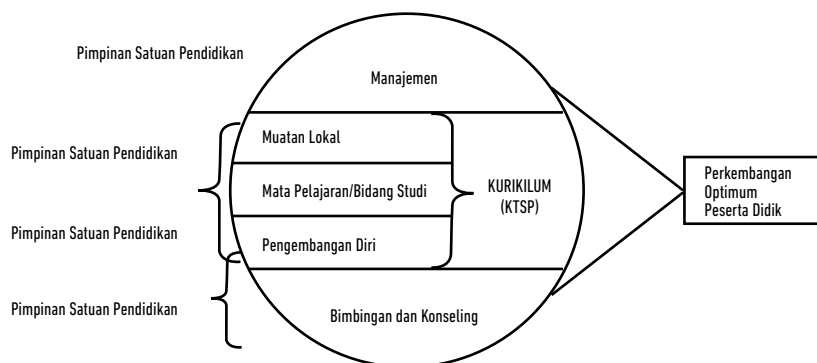 Pimpinan Satuan Pendidikan
Manajemen
Muatan Lokal
Pimpinan Satuan Pendidikan
Mata Pelajaran/Bidang Studi
KURIKILUM
(KTSP)
Perkembangan
Optimum
Peserta Didik
Pimpinan Satuan Pendidikan
Pengembangan Diri
Pimpinan Satuan Pendidikan
Bimbingan dan Konseling